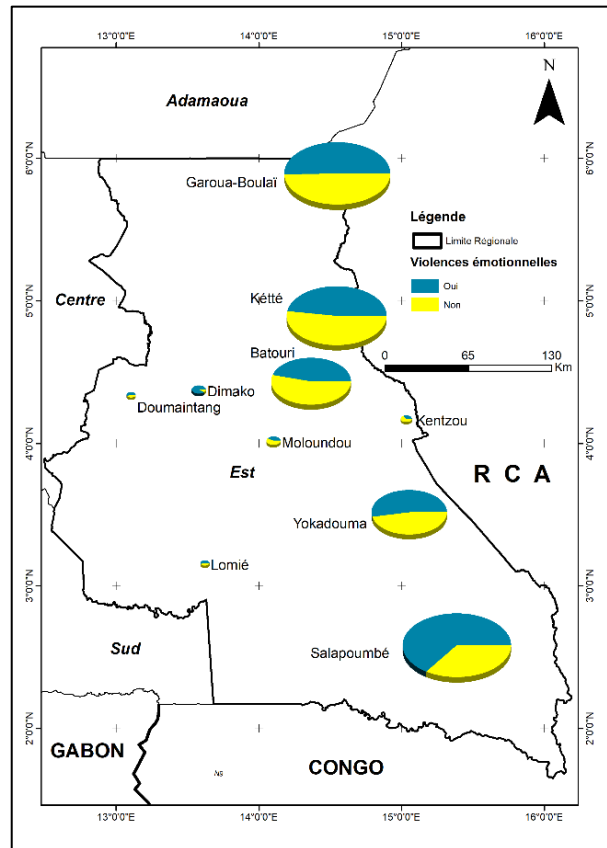 13°0'0"E 14°0'0"E 15°0'0"E 16°0'0"E
N
Adamaoua
6°0'0"N 6°0'0"N
Garoua-Boulaï
Légende
Limite Régionale
Violences émotionnelles
Oui
Non
5°0'0"N 5°0'0"N
Centre
Kétté
Batouri
0 65 130
Km
Dimako
Doumaintang
Kentzou
4°0'0"N 4°0'0"N
Moloundou
Est
R C A
Yokadouma
Lomié
3°0'0"N 3°0'0"N
Sud
Salapoumbé
2°0'0"N 2°0'0"N
GABON
CONGO
13°0'0"E 14°0'0"E 15°0'0"E 16°0'0"E